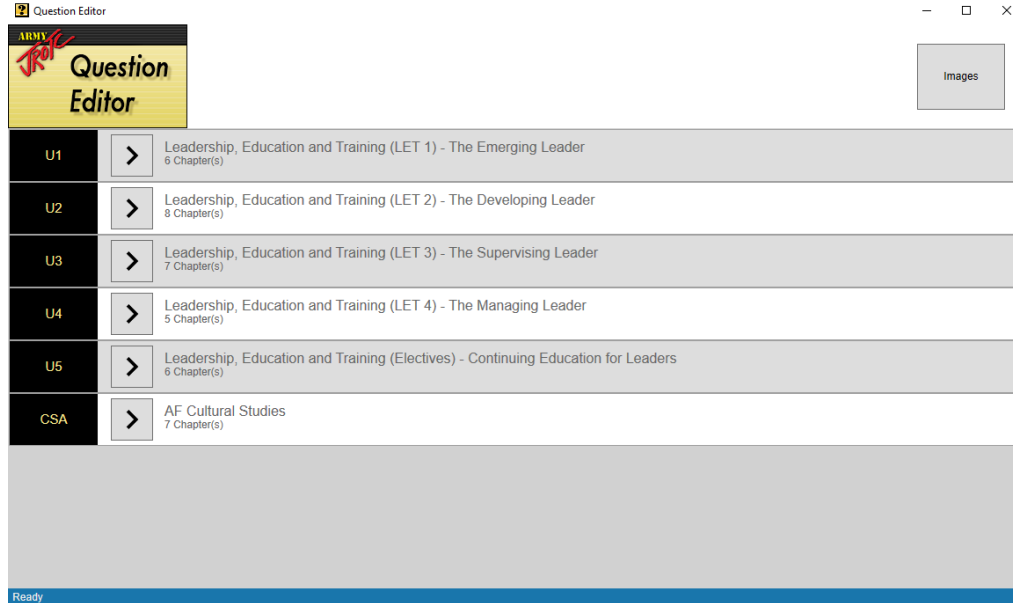 Question Editor
ARMY
JROTC
Question
Editor
Images
U1
Leadership, Education and Training (LET 1) - The Emerging Leader
6 Chapter(s)
U2
Leadership, Education and Training (LET 2) - The Developing Leader
8 Chapter(s)
U3
Leadership, Education and Training (LET 3) - The Supervising Leader
7 Chapter(s)
U4
Leadership, Education and Training (LET 4) - The Managing Leader
5 Chapter(s)
U5
Leadership, Education and Training (Electives) - Continuing Education for Leaders
6 Chapter(s)
CSA
AF Cultural Studies
7 Chapter(s)
Ready